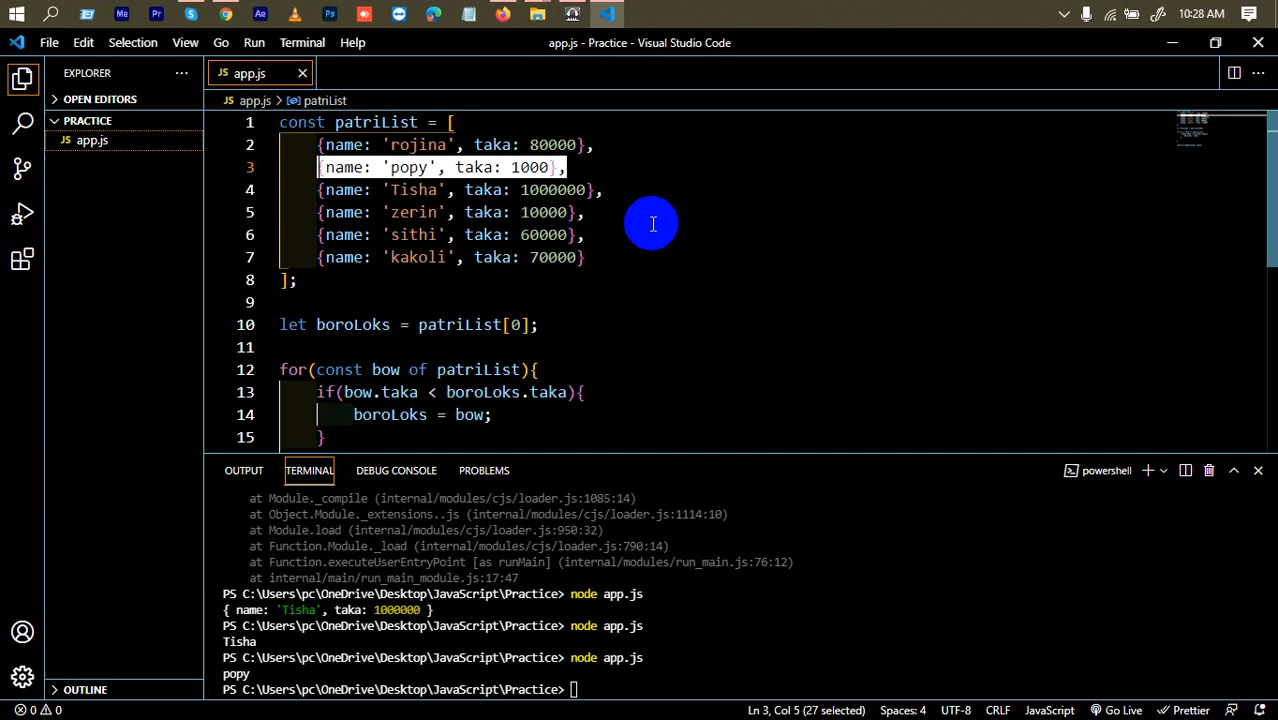 10:28 AM
File Edit Selection View Go Run Terminal Help
app.js - Practice - Visual Studio Code
EXPLORER
OPEN EDITORS
PRACTICE
JS app.js
OUTLINE
JS app.js
JS app.js > patriList
1 const patriList = [
2 {name: 'rojina', taka: 80000},
3 {name: 'popy', taka: 1000},
4 {name: 'Tisha', taka: 1000000},
5 {name: 'zerin', taka: 10000},
6 {name: 'sithi', taka: 60000},
7 {name: 'kakoli', taka: 70000}
8 ];
9
10 let boroLoks = patriList[0];
11
12 for(const bow of patriList){
13 if(bow.taka < boroLoks.taka){
14 boroLoks = bow;
15 }
OUTPUT TERMINAL DEBUG CONSOLE PROBLEMS
powershell
at Module._compile (internal/modules/cjs/loader.js:1085:14)
at Object.Module._extensions..js (internal/modules/cjs/loader.js:1114:10)
at Module.load (internal/modules/cjs/loader.js:950:32)
at Function.Module._load (internal/modules/cjs/loader.js:790:14)
at Function.executeUserEntryPoint [as runMain] (internal/modules/run_main.js:76:12)
at internal/main/run_main_module.js:17:47
PS C:\Users\pc\OneDrive\Desktop\JavaScript\Practice> node app.js
{ name: 'Tisha', taka: 1000000 }
PS C:\Users\pc\OneDrive\Desktop\JavaScript\Practice> node app.js
Tisha
PS C:\Users\pc\OneDrive\Desktop\JavaScript\Practice> node app.js
popy
PS C:\Users\pc\OneDrive\Desktop\JavaScript\Practice>
0 0 Ln 3, Col 5 (27 selected) Spaces: 4 UTF-8 CRLF JavaScript Go Live Prettier